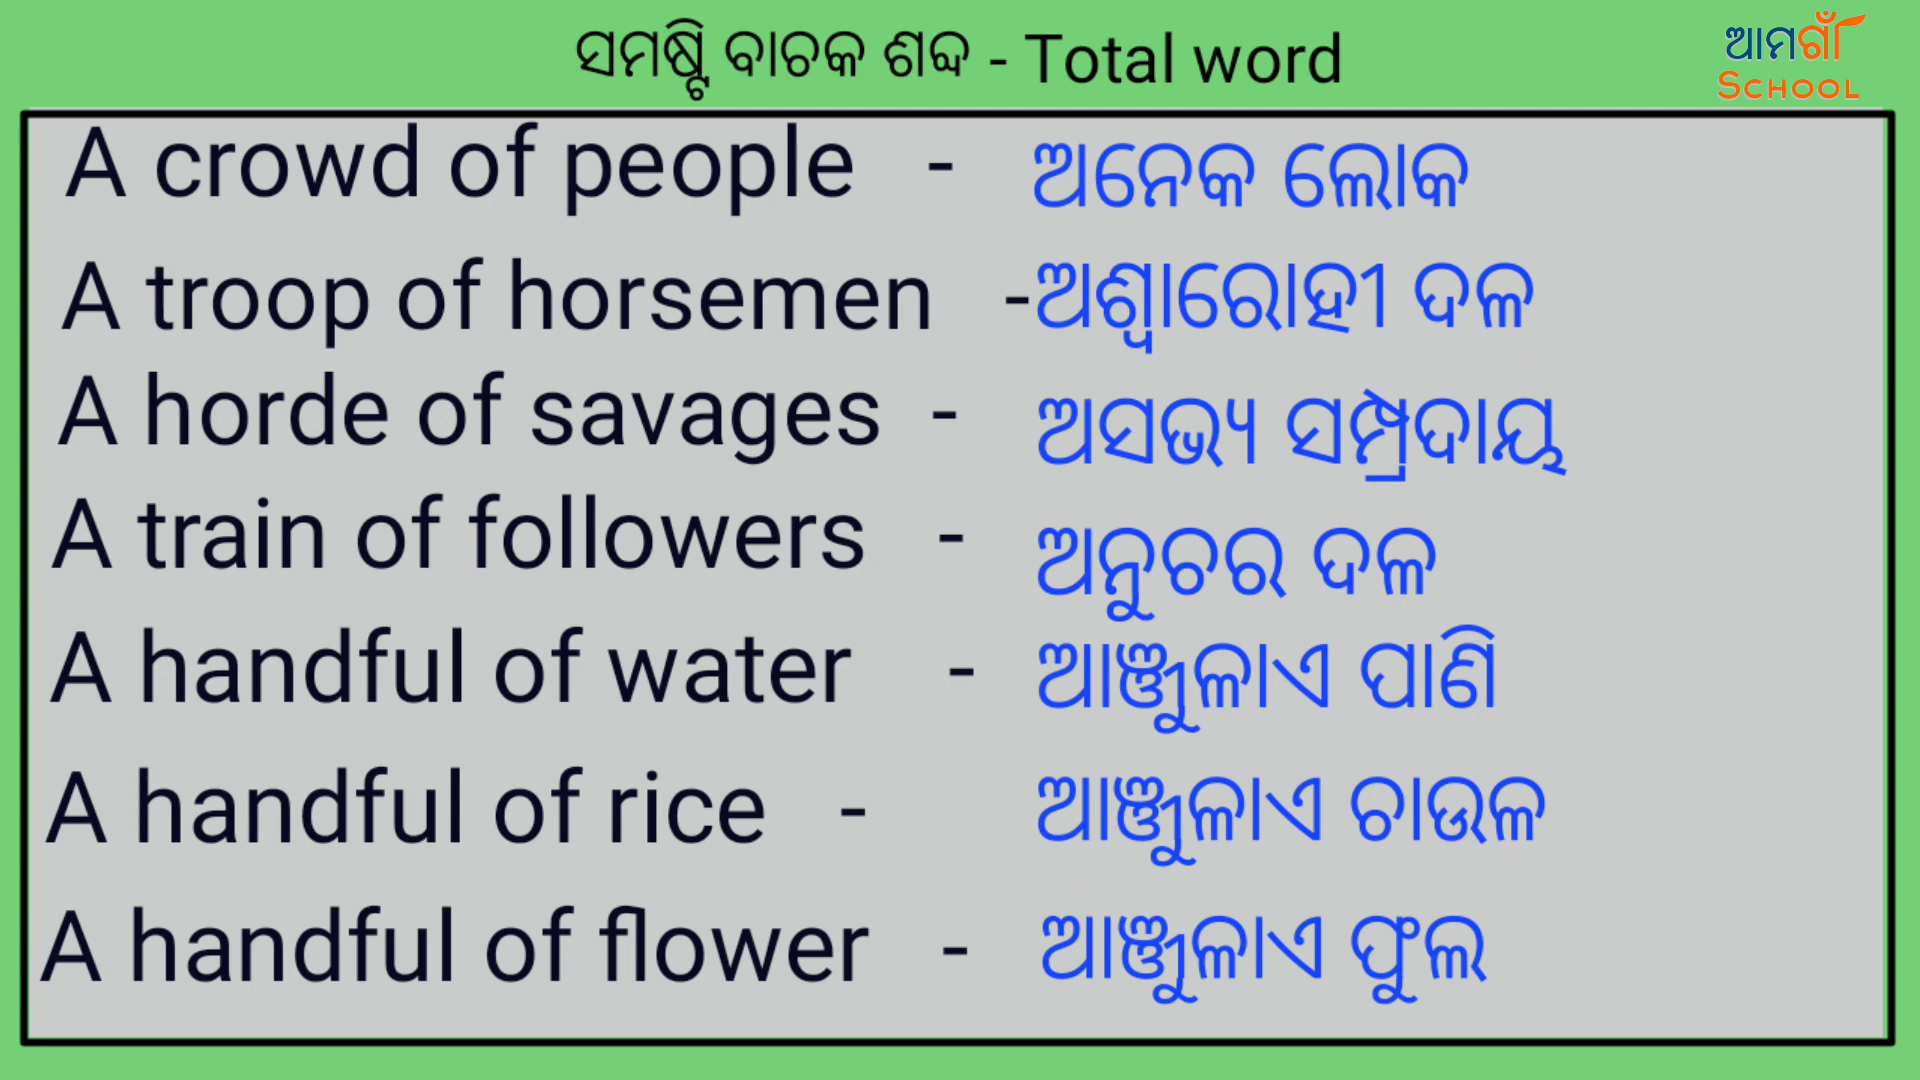 ସମଷ୍ଟି ବାଚକ ଶବ୍ଦ - Total word
ଆମଗାଁ
SCHOOL
A crowd of people - ଅନେକ ଲୋକ
A troop of horsemen -ଅଶ୍ୱାରୋହୀ ଦଳ
A horde of savages - ଅସଭ୍ୟ ସମ୍ପ୍ରଦାୟ
A train of followers - ଅନୁଚର ଦଳ
A handful of water - ଆଞ୍ଜୁଳାଏ ପାଣି
A handful of rice - ଆଞ୍ଜୁଳାଏ ଚାଉଳ
A handful of flower - ଆଞ୍ଜୁଳାଏ ଫୁଲ